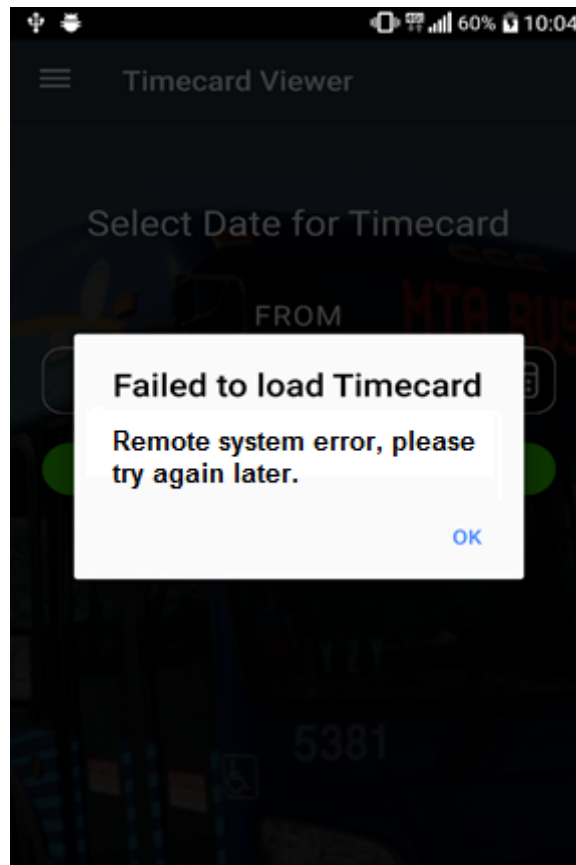 60% 10:04
Timecard Viewer
Select Date for Timecard
FROM
MTA BUS
Failed to load Timecard
Remote system error, please
try again later.
OK
5381